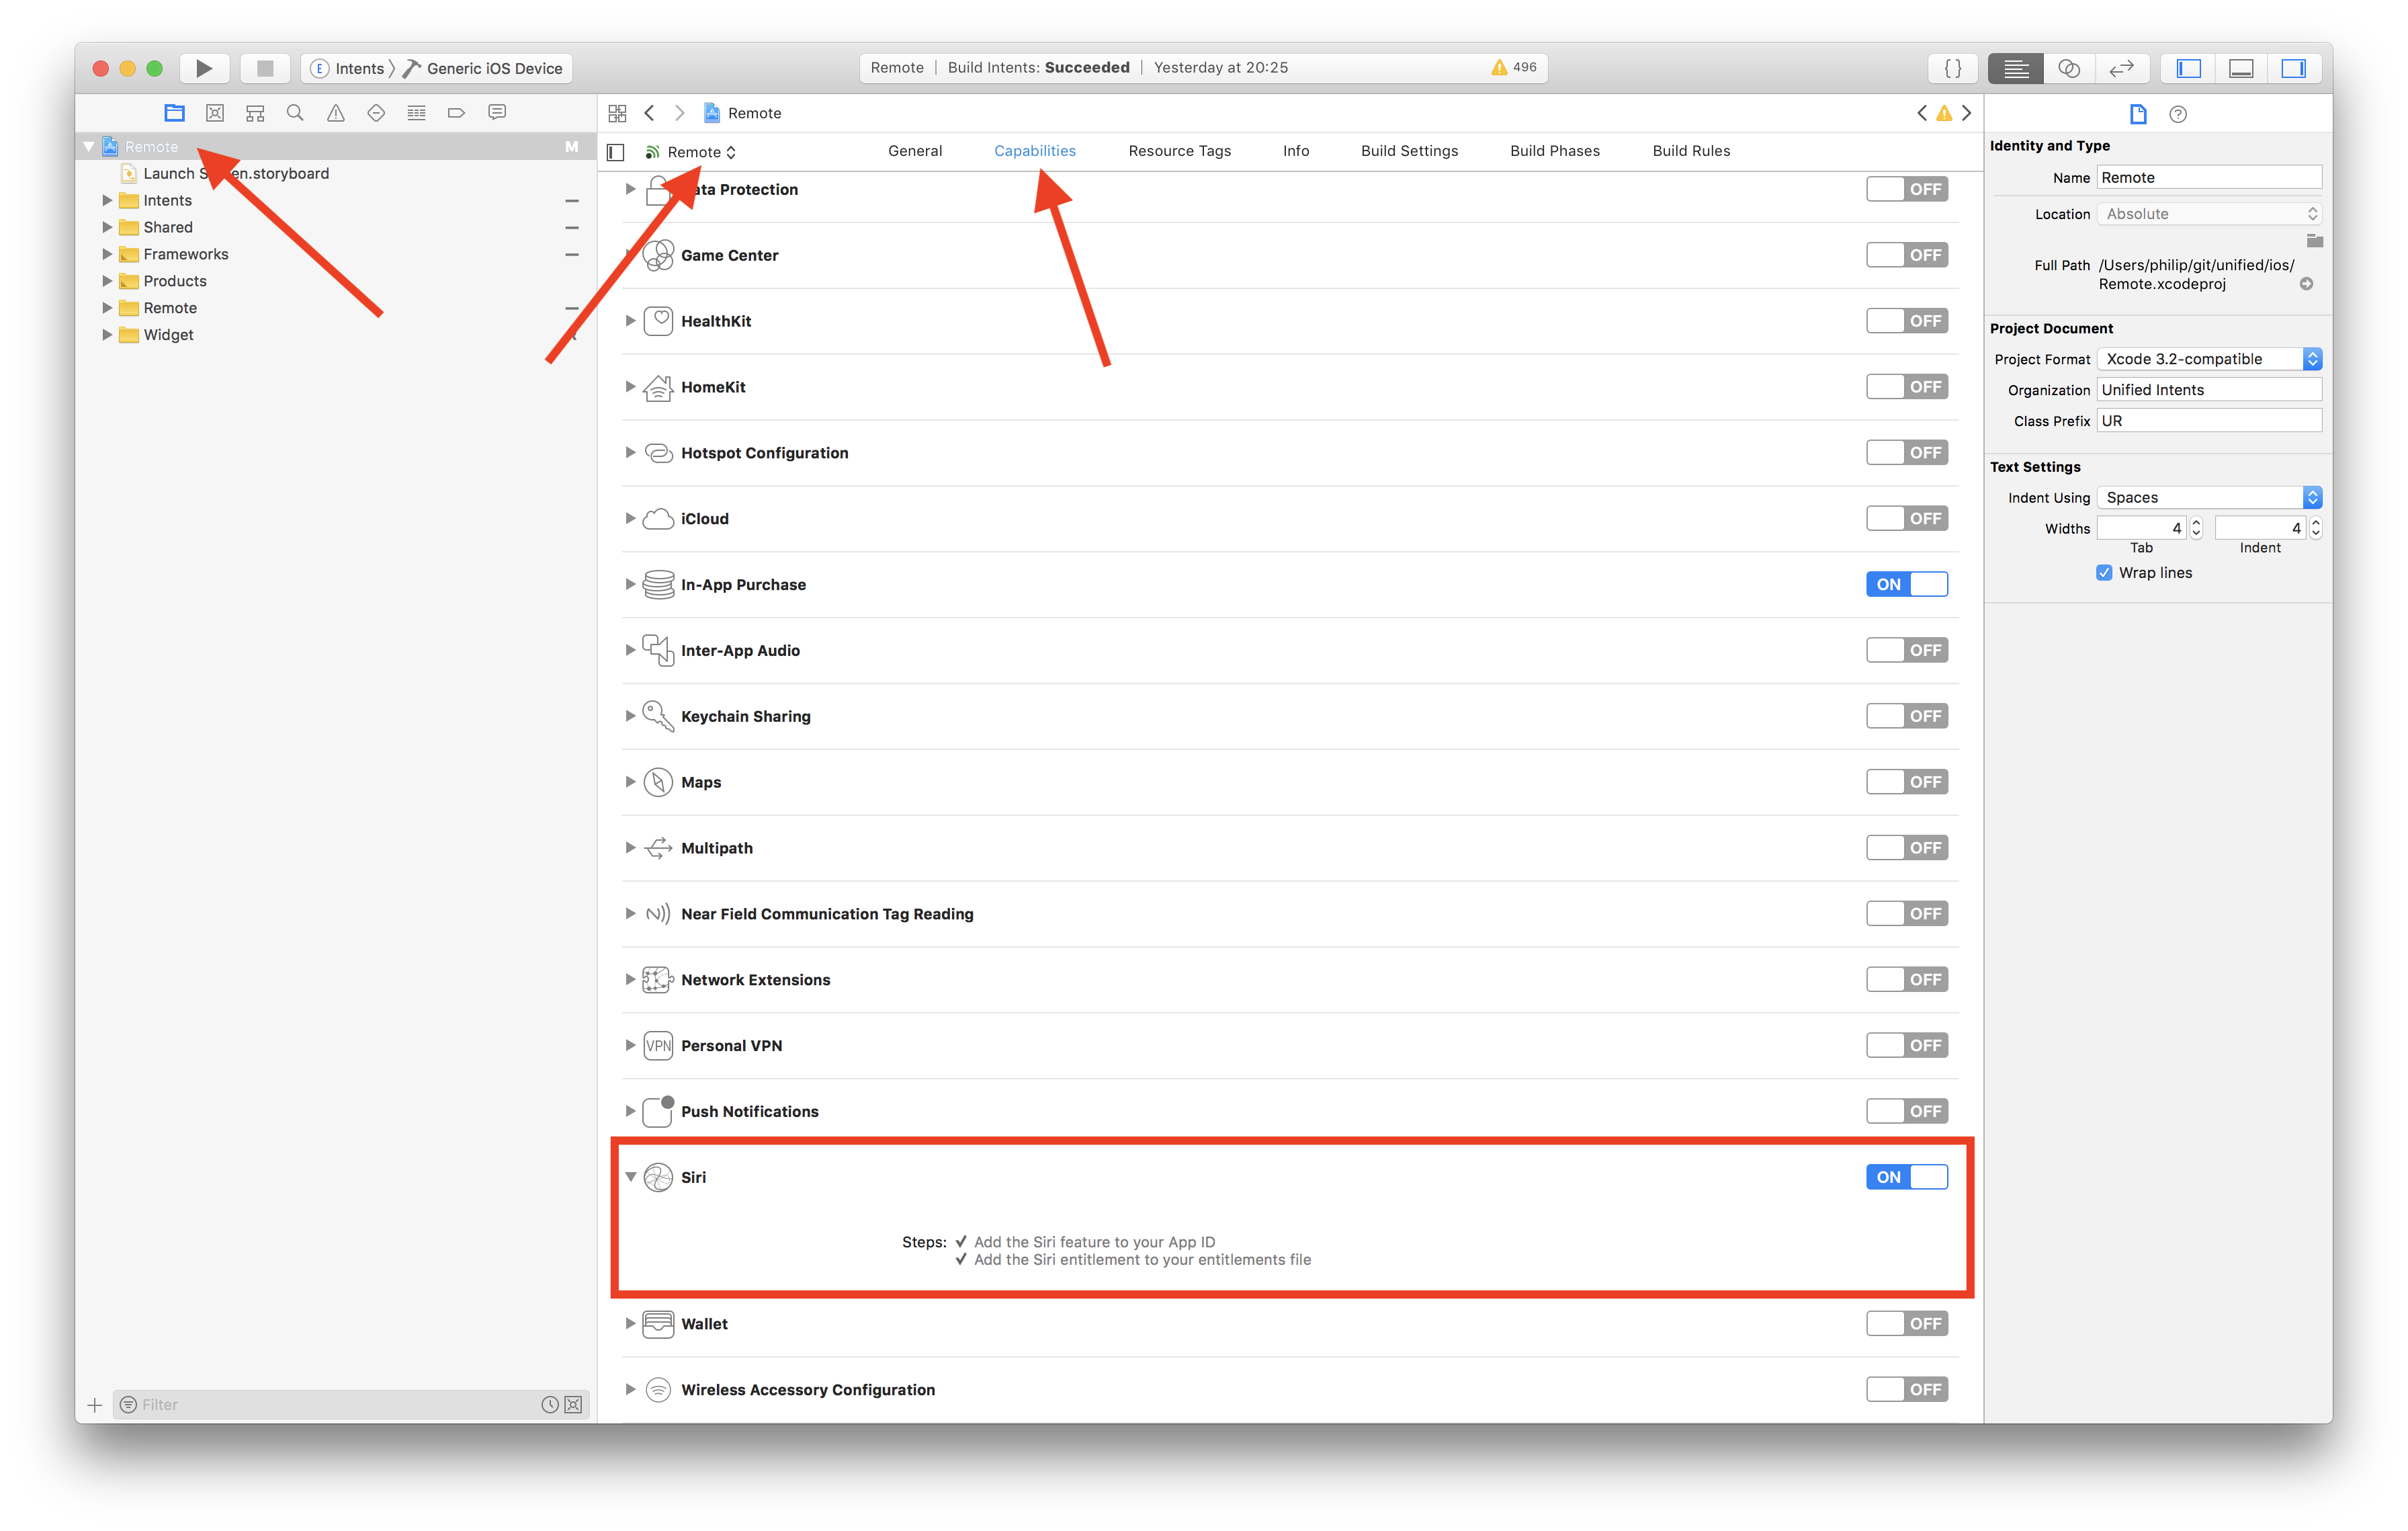 Intents Generic iOS Device
Remote Build Intents: Succeeded Yesterday at 20:25 496
{ }
Remote M
Launch S en.storyboard
Intents
Shared
Frameworks
Products
Remote
Widget
Filter
Remote
Remote General Capabilities Resource Tags Info Build Settings Build Phases Build Rules
ata Protection OFF
Game Center OFF
HealthKit OFF
HomeKit OFF
Hotspot Configuration OFF
iCloud OFF
In-App Purchase ON
Inter-App Audio OFF
Keychain Sharing OFF
Maps OFF
Multipath OFF
Near Field Communication Tag Reading OFF
Network Extensions OFF
VPN Personal VPN OFF
Push Notifications OFF
Siri ON
Steps: ✓ Add the Siri feature to your App ID
✓ Add the Siri entitlement to your entitlements file
Wallet OFF
Wireless Accessory Configuration OFF
Identity and Type
Name Remote
Location Absolute
Full Path /Users/philip/git/unified/ios/
Remote.xcodeproj
Project Document
Project Format Xcode 3.2-compatible
Organization Unified Intents
Class Prefix UR
Text Settings
Indent Using Spaces
Widths 4 4
Tab Indent
Wrap lines